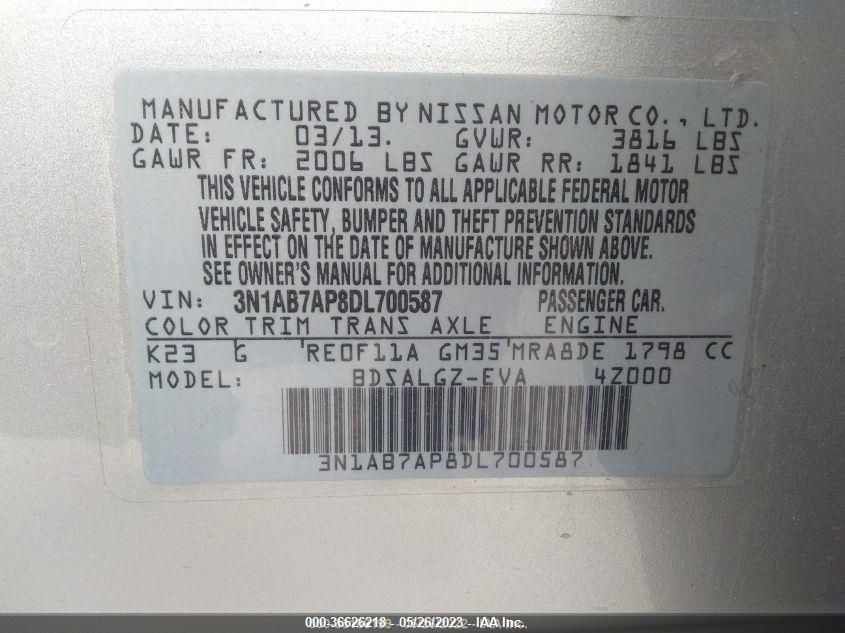 MANUFACTURED BY NISSAN MOTOR CO., LTD.
DATE: 03/13. GVWR: 3816 LBS
GAWR FR: 2006 LBS GAWR RR: 1841 LBS
THIS VEHICLE CONFORMS TO ALL APPLICABLE FEDERAL MOTOR
VEHICLE SAFETY, BUMPER AND THEFT PREVENTION STANDARDS
IN EFFECT ON THE DATE OF MANUFACTURE SHOWN ABOVE.
SEE OWNER'S MANUAL FOR ADDITIONAL INFORMATION.
VIN: 3N1AB7AP8DL700587 PASSENGER CAR.
COLOR TRIM TRANS AXLE ENGINE
K23 G RE0F11A GM35 MRA8DE 1798 CC
MODEL: BDSALGZ-EVA 4Z000
3N1AB7AP8DL700587
000-36626218 - 05/26/2023 - IAA Inc.